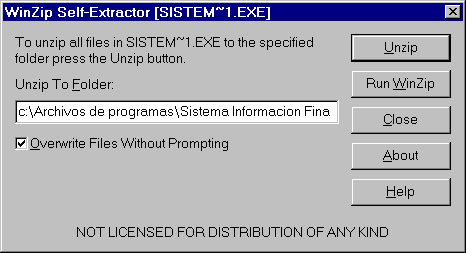 WinZip Self-Extractor [SISTEM~1.EXE]
To unzip all files in SISTEM~1.EXE to the specified
folder press the Unzip button.
Unzip To Folder:
c:\Archivos de programas\Sistema Informacion Fina
Overwrite Files Without Prompting
Unzip
Run WinZip
Close
About
Help
NOT LICENSED FOR DISTRIBUTION OF ANY KIND